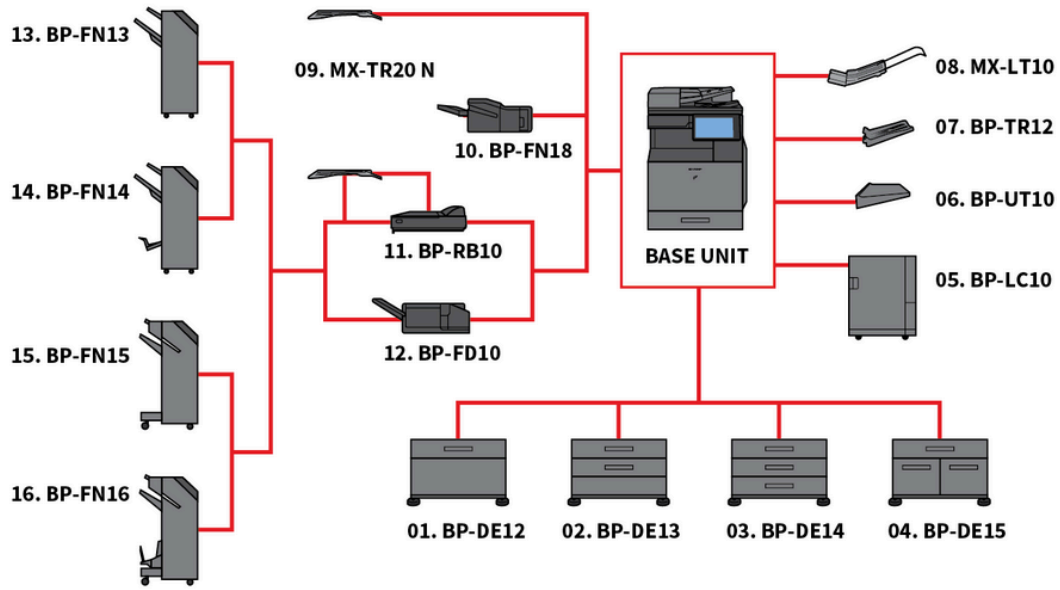 13. BP-FN13
09. MX-TR20 N
08. MX-LT10
07. BP-TR12
10. BP-FN18
14. BP-FN14
06. BP-UT10
11. BP-RB10
BASE UNIT
05. BP-LC10
15. BP-FN15
12. BP-FD10
16. BP-FN16
01. BP-DE12
02. BP-DE13
03. BP-DE14
04. BP-DE15